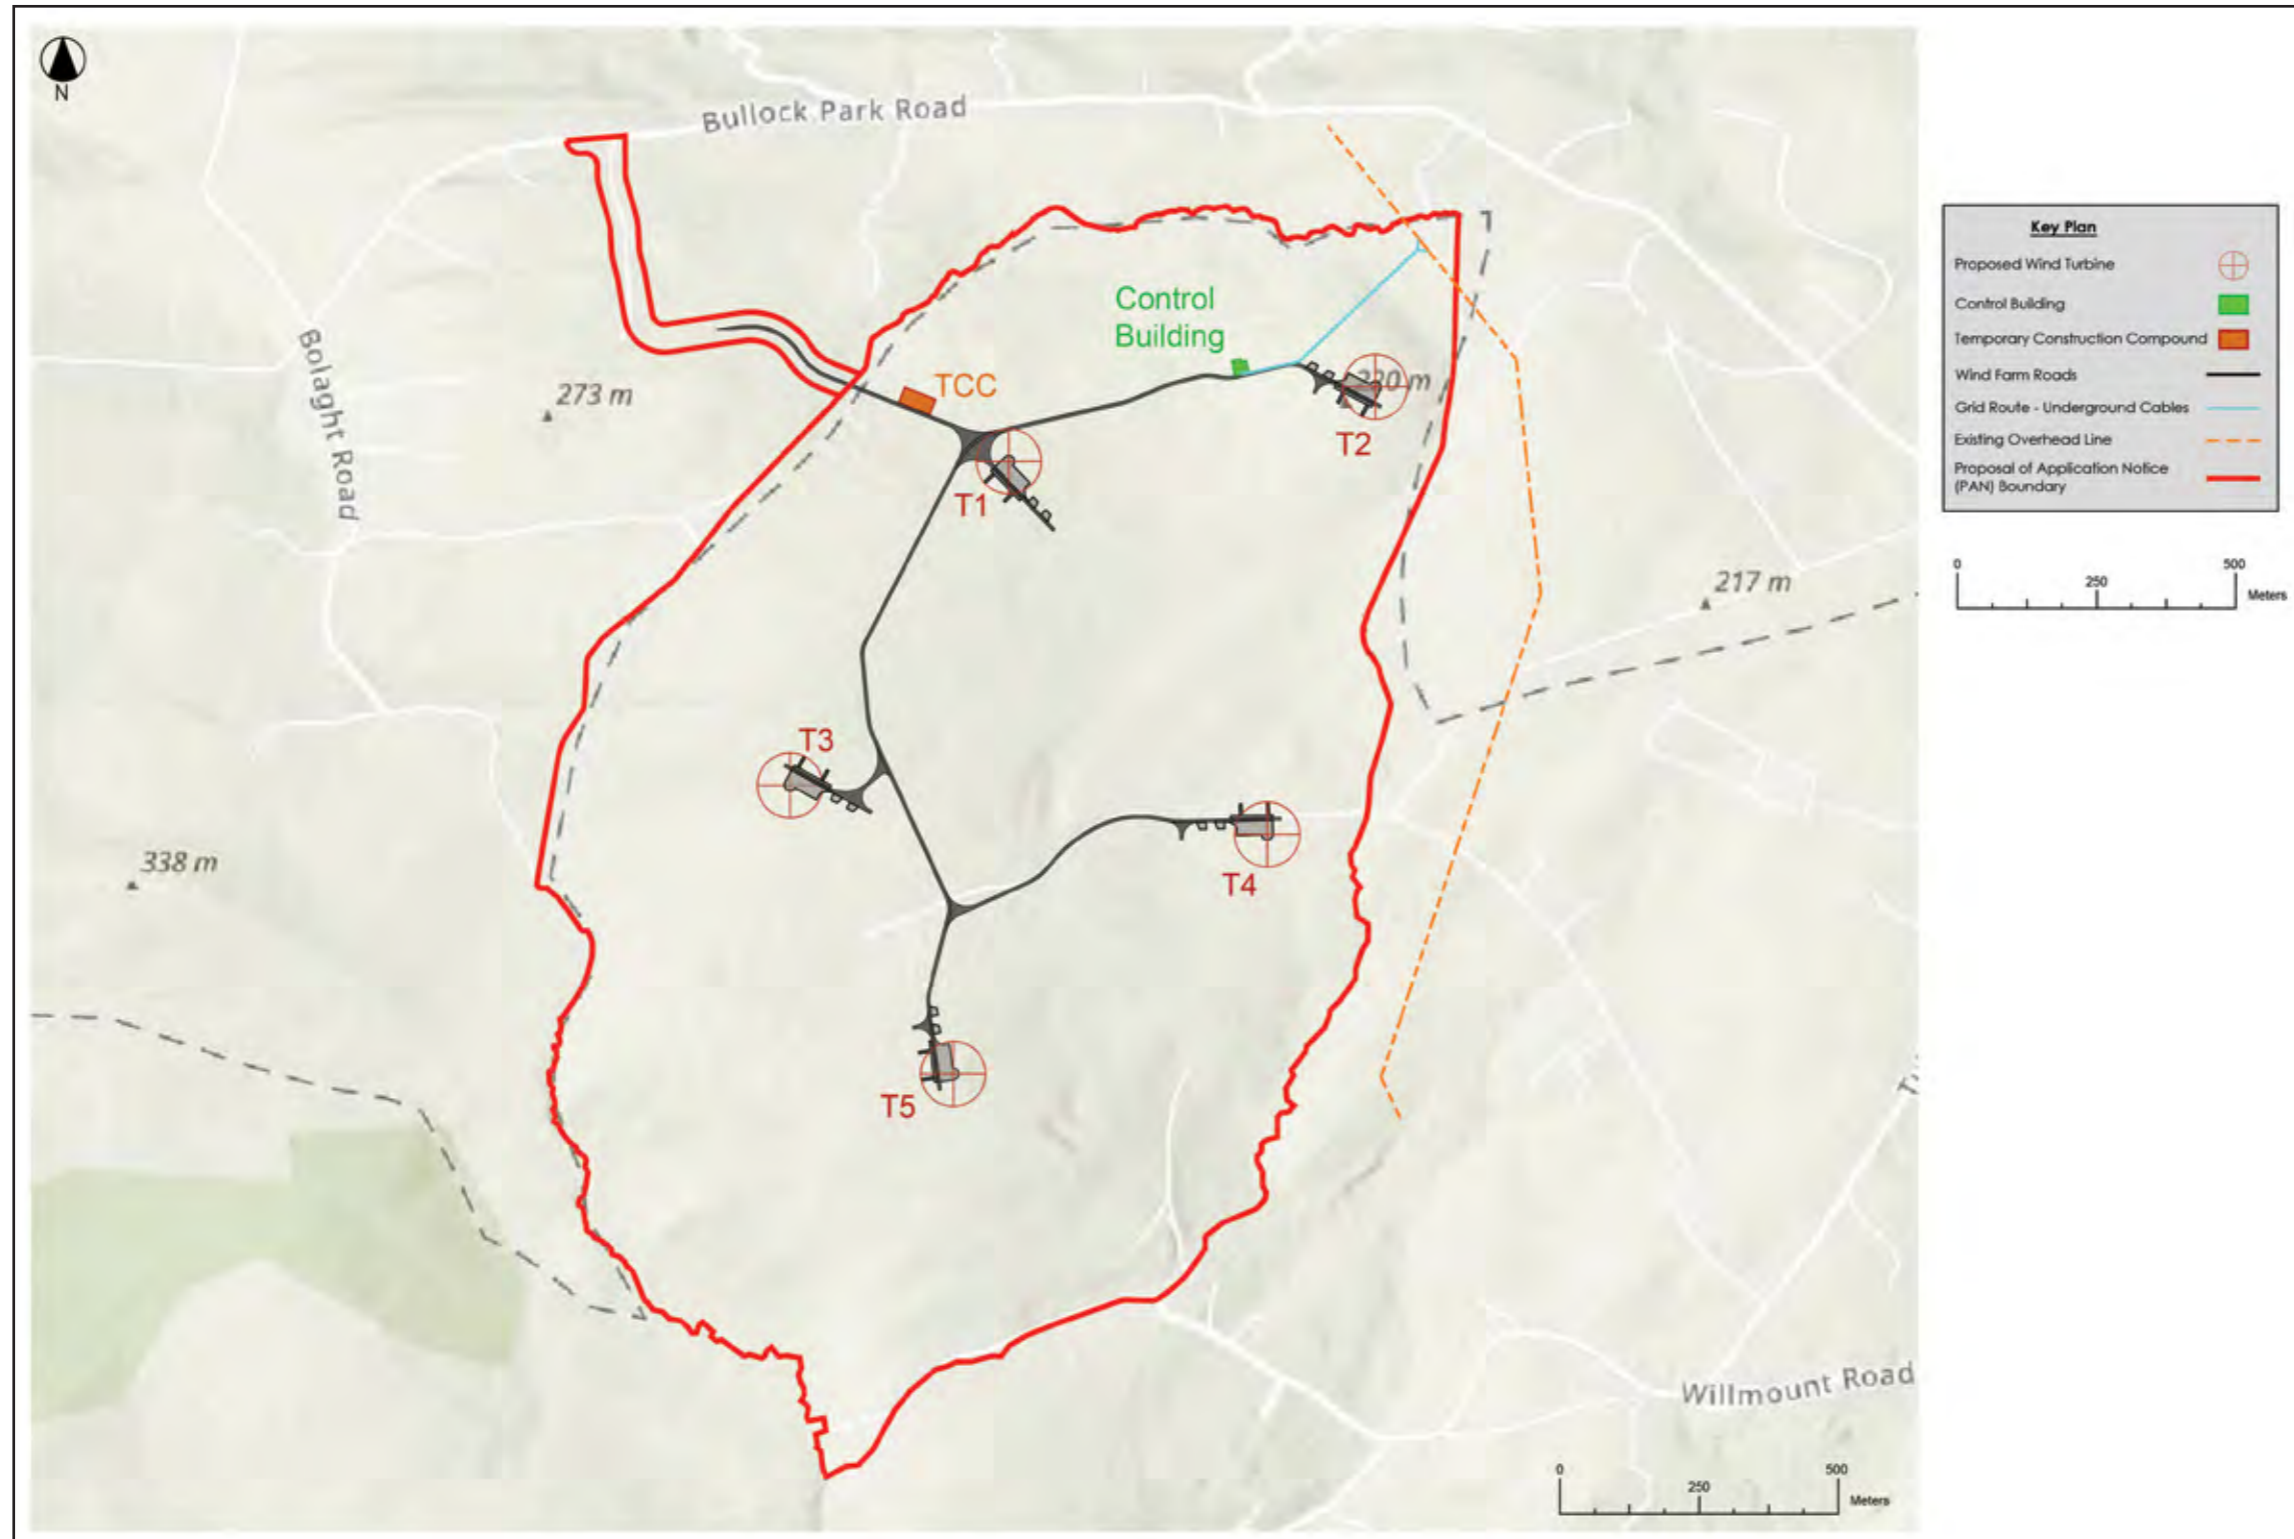 N
Bullock Park Road
Bolaght Road
273 m
Control
Building
TCC
T1
T2
T3
T4
T5
217 m
338 m
Willmount Road
0
250
500
Meters
Key Plan
Proposed Wind Turbine
Control Building
Temporary Construction Compound
Wind Farm Roads
Grid Route - Underground Cables
Existing Overhead Line
Proposal of Application Notice
(PAN) Boundary
0
250
500
Meters